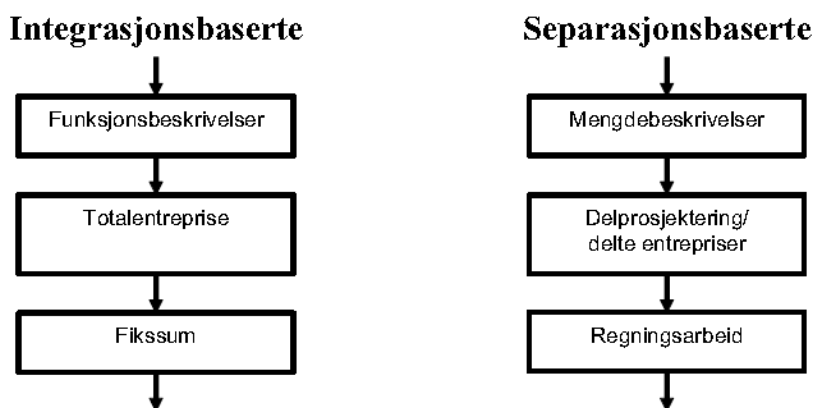 Integrasjonsbaserte
Funksjonsbeskrivelser
Totalentreprise
Fikssum
Separasjonsbaserte
Mengdebeskrivelser
Delprosjektering/
delte entrepriser
Regningsarbeid